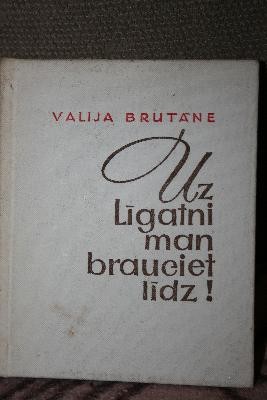 VALIJA BRUTĀNE
Uz
Līgatni
man
brauciet
līdz!